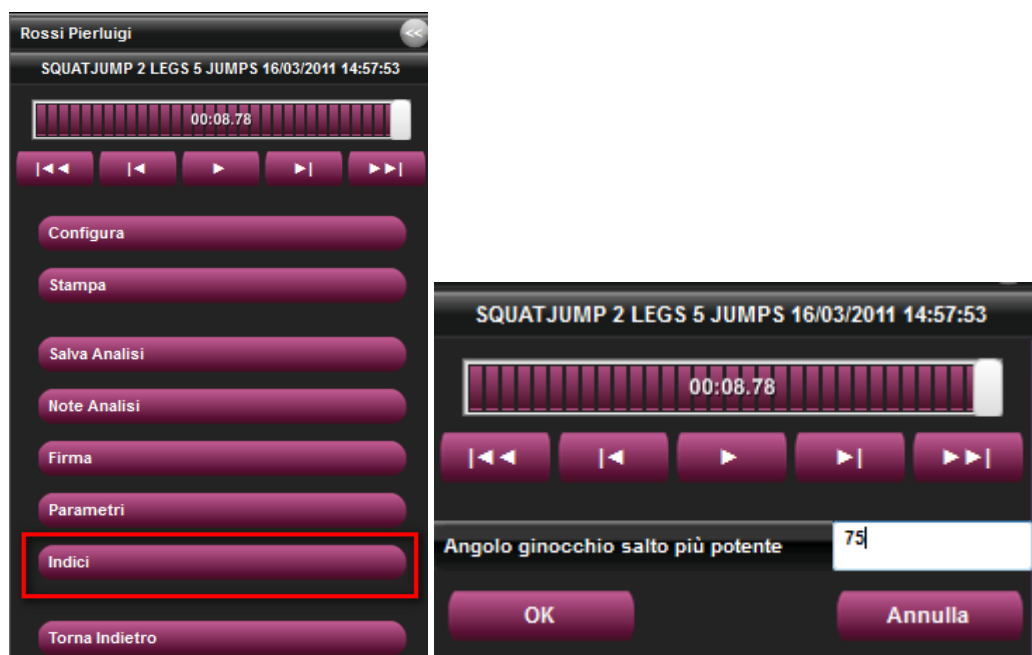 Rossi Pierluigi
<<
SQUATJUMP 2 LEGS 5 JUMPS 16/03/2011 14:57:53
00:08.78
Configura
Stampa
Salva Analisi
Note Analisi
Firma
Parametri
Indici
Torna Indietro
SQUATJUMP 2 LEGS 5 JUMPS 16/03/2011 14:57:53
00:08.78
Angolo ginocchio salto più potente
75
OK
Annulla